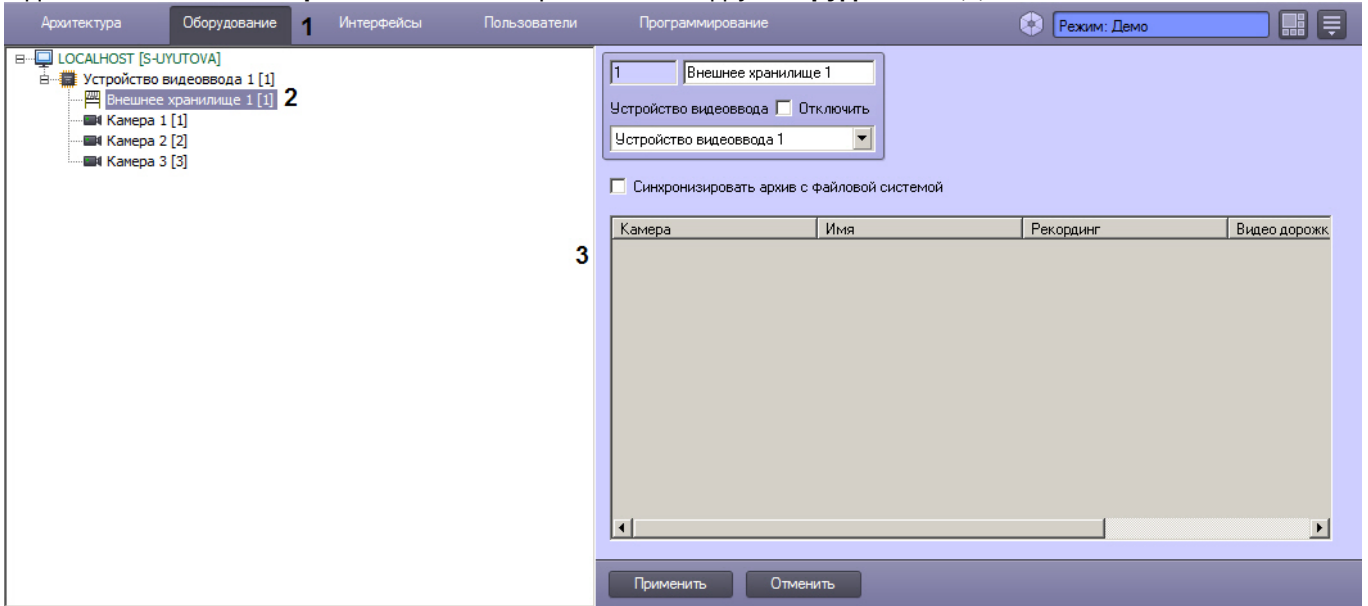 Архитектура Оборудование 1 Интерфейсы Пользователи Программирование Режим: Демо
LOCALHOST [S-UYUTOVA]
Устройство видеоввода 1 [1]
Внешнее хранилище 1 [1] 2
Камера 1 [1]
Камера 2 [2]
Камера 3 [3]
3
1 Внешнее хранилище 1
Устройство видеоввода Отключить
Устройство видеоввода 1
Синхронизировать архив с файловой системой
Камера Имя Рекординг Видео дорожк
Применить Отменить